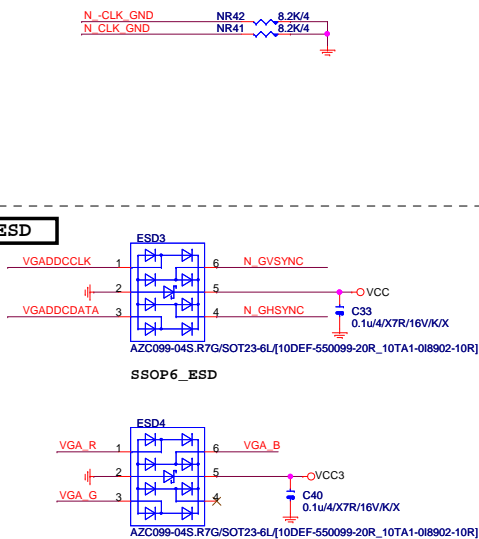 N_-CLK_GND NR42 8.2K/4
N_CLK_GND NR41 8.2K/4
ESD
ESD3
VGADDCCLK 1 6 N_GVSYNC
2 5 VCC
VGADDCDATA 3 4 N_GHSYNC
C33
0.1u/4/X7R/16V/K/X
AZC099-04S.R7G/SOT23-6L/[10DEF-550099-20R_10TA1-0I8902-10R]
SSOP6_ESD
ESD4
VGA_R 1 6 VGA_B
2 5 VCC3
VGA_G 3 4
C40
0.1u/4/X7R/16V/K/X
AZC099-04S.R7G/SOT23-6L/[10DEF-550099-20R_10TA1-0I8902-10R]